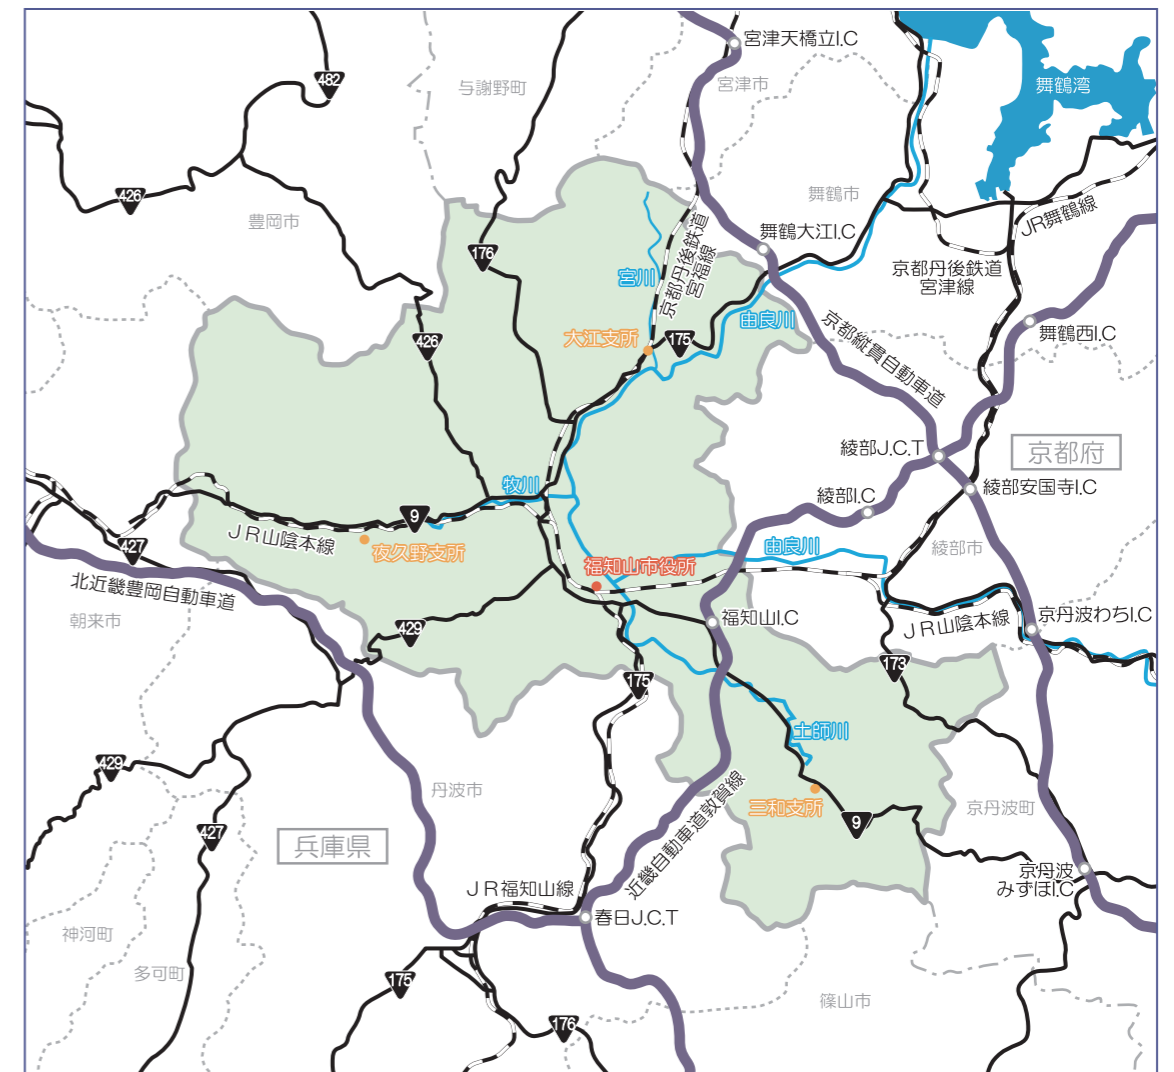 宮津天橋立I.C
482
与謝野町
宮津市
舞鶴湾
426
舞鶴市
豊岡市
JR舞鶴線
舞鶴大江I.C
176
京都丹後鉄道
宮福線
宮川
京都丹後鉄道
宮津線
由良川
大江支所
175
426
舞鶴西I.C
京都縦貫自動車道
綾部J.C.T
京都府
牧川
綾部安国寺I.C
綾部I.C
9
JR山陰本線
427
夜久野支所
由良川
綾部市
福知山市役所
北近畿豊岡自動車道
朝来市
福知山I.C
京丹波わちI.C
JR山陰本線
429
173
175
土師川
429
丹波市
三和支所
京丹波町
9
427
兵庫県
近畿自動車道敦賀線
京丹波
みずほI.C
JR福知山線
春日J.C.T
神河町
多可町
175
篠山市
176